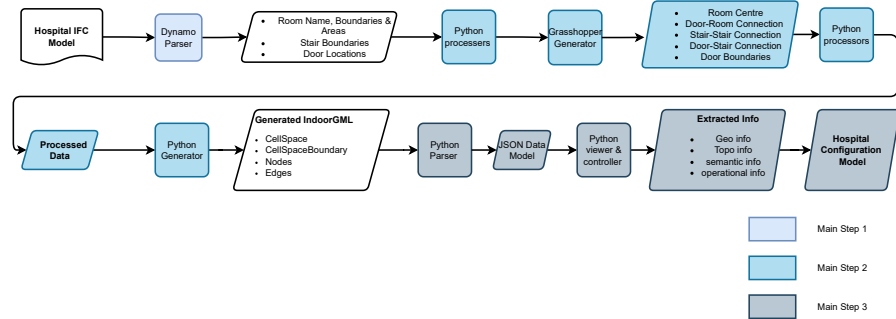 Hospital IFC
Model
Dynamo
Parser
• Room Name, Boundaries &
Areas
• Stair Boundaries
• Door Locations
Python
processers
Grasshopper
Generator
• Room Centre
• Door-Room Connection
• Stair-Stair Connection
• Door-Stair Connection
• Door Boundaries
Python
processors
Processed
Data
Python
Generator
Generated IndoorGML
• CellSpace
• CellSpaceBoundary
• Nodes
• Edges
Python
Parser
JSON Data
Model
Python
viewer &
controller
Extracted Info
• Geo info
• Topo info
• semantic info
• operational info
Hospital
Configuration
Model
Main Step 1
Main Step 2
Main Step 3